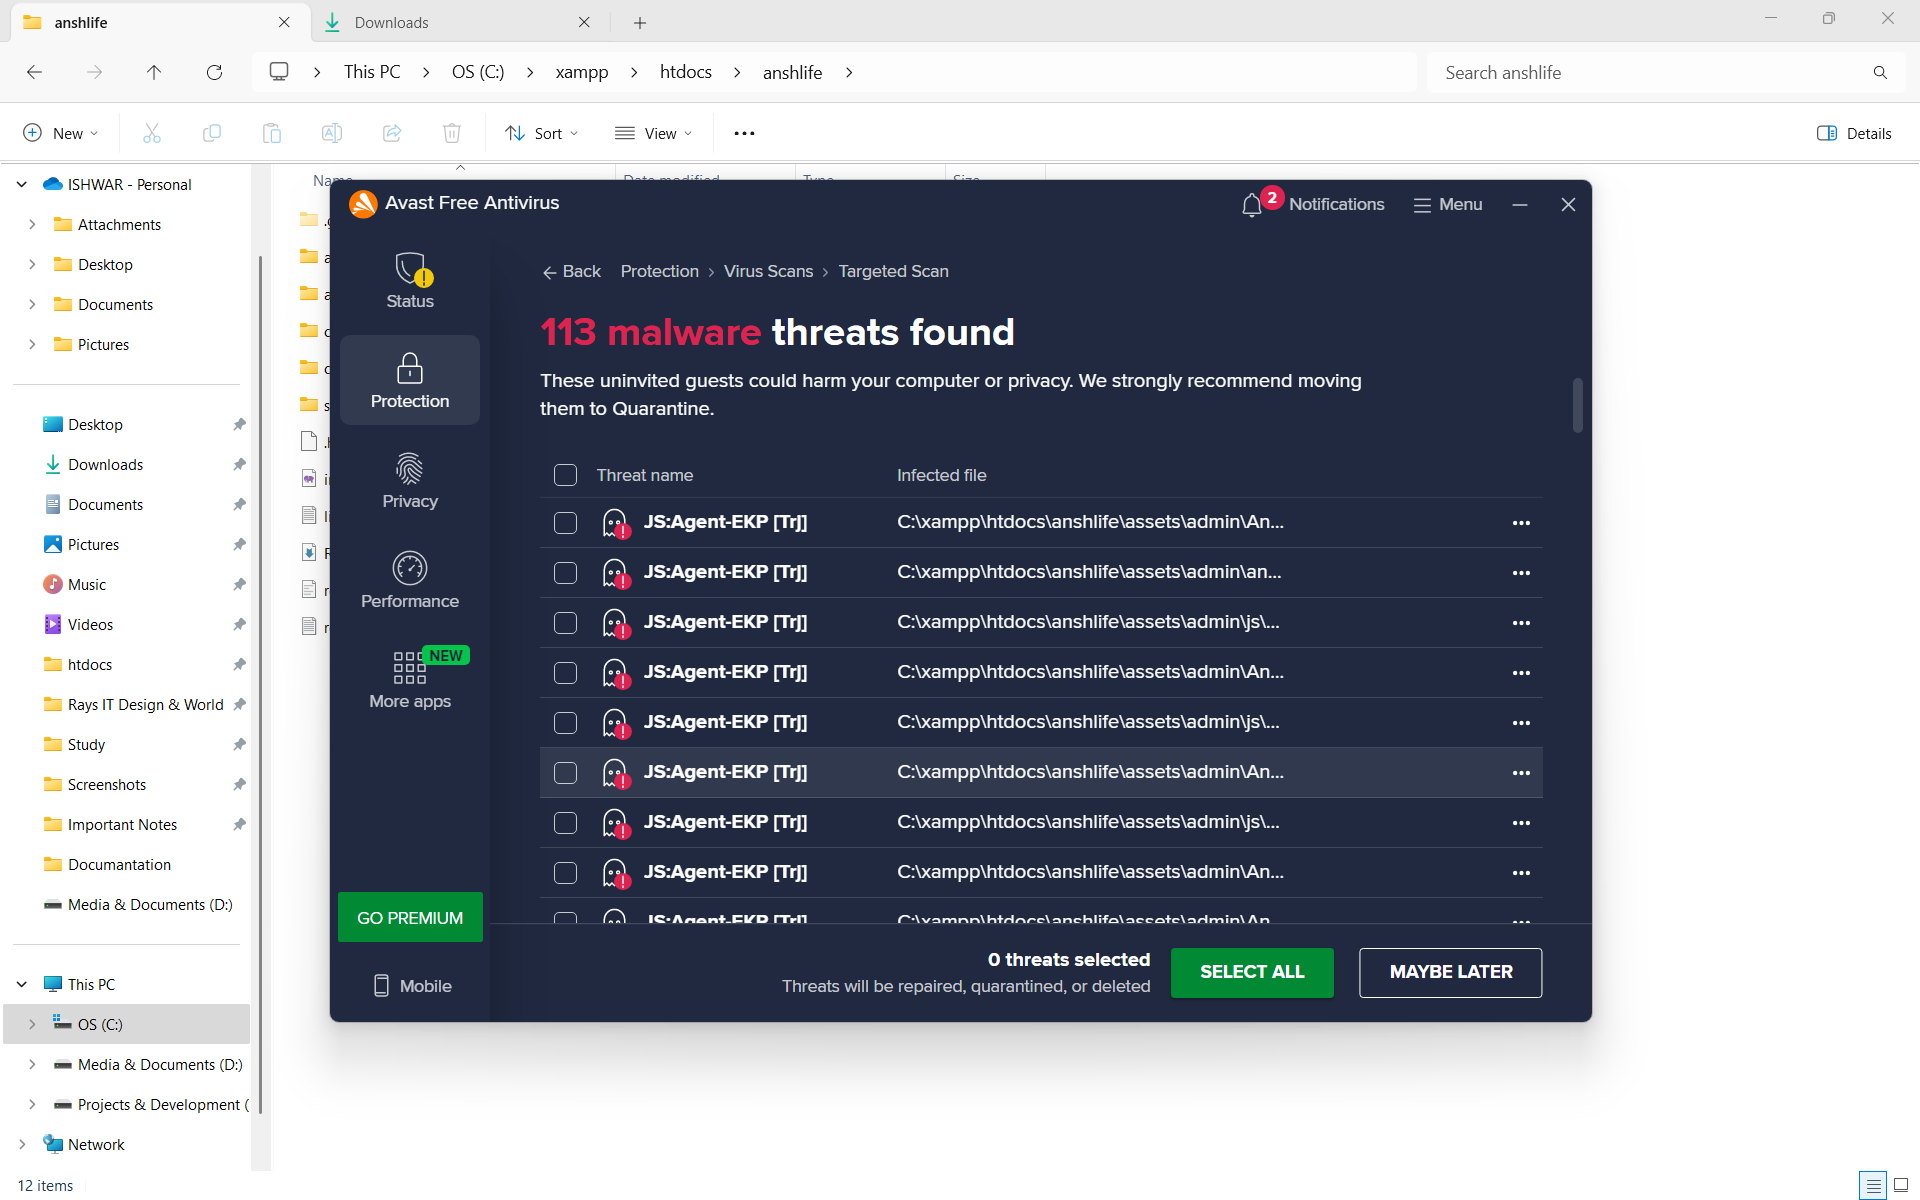 anshlife
Downloads
This PC
OS (C:)
xampp
htdocs
anshlife
Search anshlife
New
Sort
View
Details
ISHWAR - Personal
Attachments
Desktop
Documents
Pictures
Desktop
Downloads
Documents
Pictures
Music
Videos
htdocs
Rays IT Design & World
Study
Screenshots
Important Notes
Documantation
Media & Documents (D:)
This PC
OS (C:)
Media & Documents (D:)
Projects & Development (
Network
12 items
Name
Date modified
Type
Size
Avast Free Antivirus
2
Notifications
Menu
Status
Protection
Privacy
Performance
NEW
More apps
GO PREMIUM
Mobile
Back
Protection
Virus Scans
Targeted Scan
113 malware threats found
These uninvited guests could harm your computer or privacy. We strongly recommend moving
them to Quarantine.
Threat name Infected file
JS:Agent-EKP [Trj] C:\xampp\htdocs\anshlife\assets\admin\An...
JS:Agent-EKP [Trj] C:\xampp\htdocs\anshlife\assets\admin\an...
JS:Agent-EKP [Trj] C:\xampp\htdocs\anshlife\assets\admin\js\...
JS:Agent-EKP [Trj] C:\xampp\htdocs\anshlife\assets\admin\An...
JS:Agent-EKP [Trj] C:\xampp\htdocs\anshlife\assets\admin\js\...
JS:Agent-EKP [Trj] C:\xampp\htdocs\anshlife\assets\admin\An...
JS:Agent-EKP [Trj] C:\xampp\htdocs\anshlife\assets\admin\js\...
JS:Agent-EKP [Trj] C:\xampp\htdocs\anshlife\assets\admin\An...
JS:Agent-EKP [Trj] C:\xampp\htdocs\anshlife\assets\admin\An
0 threats selected
Threats will be repaired, quarantined, or deleted
SELECT ALL
MAYBE LATER